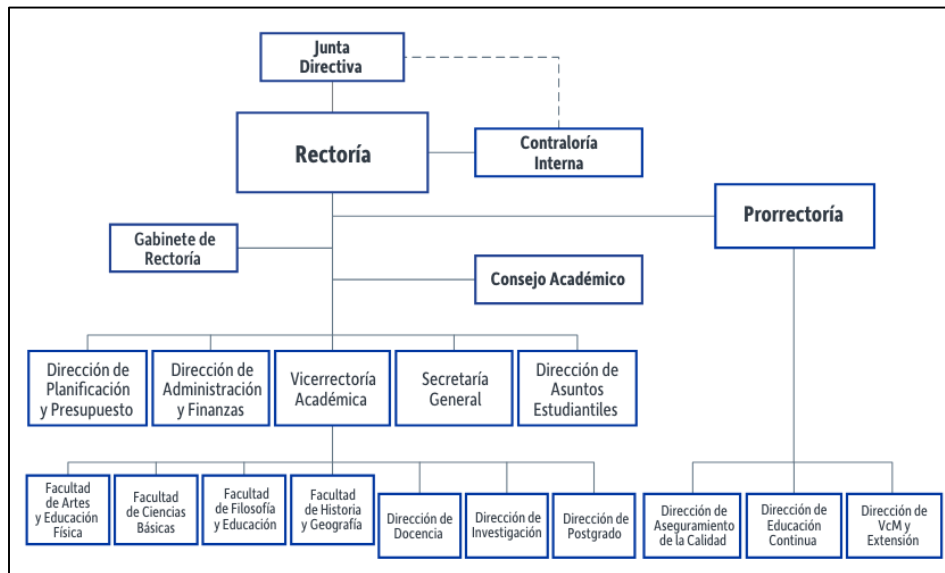 Junta
Directiva
Rectoría
Contraloría
Interna
Prorrectoría
Gabinete de
Rectoría
Consejo Académico
Dirección de
Planificación
y Presupuesto
Dirección de
Administración
y Finanzas
Vicerrectoría
Académica
Secretaría
General
Dirección de
Asuntos
Estudiantiles
Facultad
de Artes
y Educación
Física
Facultad
de Ciencias
Básicas
Facultad
de Filosofía
y Educación
Facultad
de Historia
y Geografía
Dirección de
Docencia
Dirección de
Investigación
Dirección de
Postgrado
Dirección de
Aseguramiento
de la Calidad
Dirección de
Educación
Continua
Dirección de
VcM y
Extensión